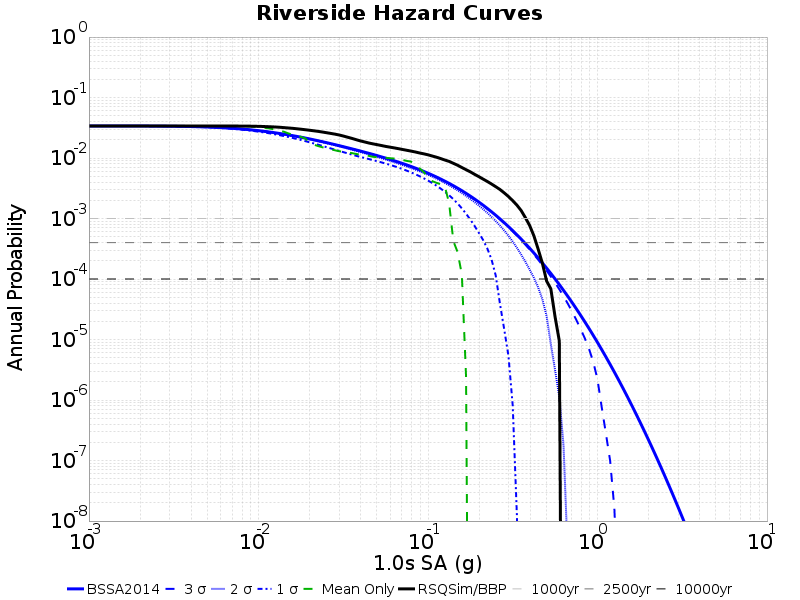 Riverside Hazard Curves
10^0
10^-1
10^-2
10^-3
10^-4
10^-5
10^-6
10^-7
10^-8
Annual Probability
10^-3 10^-2 10^-1 10^0 10^1
1.0s SA (g)
BSSA2014 3 σ 2 σ 1 σ Mean Only RSQSim/BBP 1000yr 2500yr 10000yr